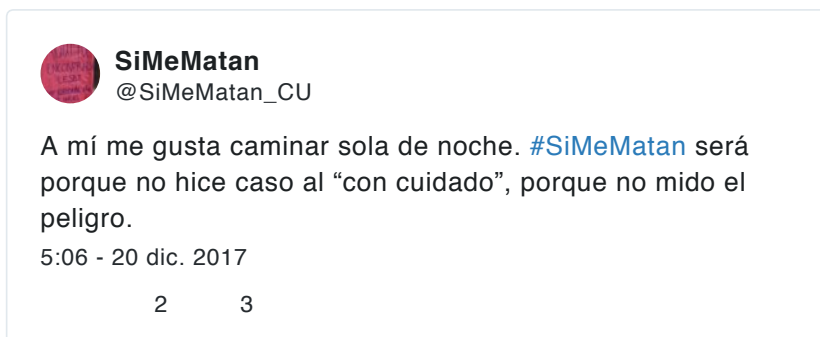 SiMeMatan
@SiMeMatan_CU
A mí me gusta caminar sola de noche. #SiMeMatan será
porque no hice caso al “con cuidado”, porque no mido el
peligro.
5:06 - 20 dic. 2017
2 3